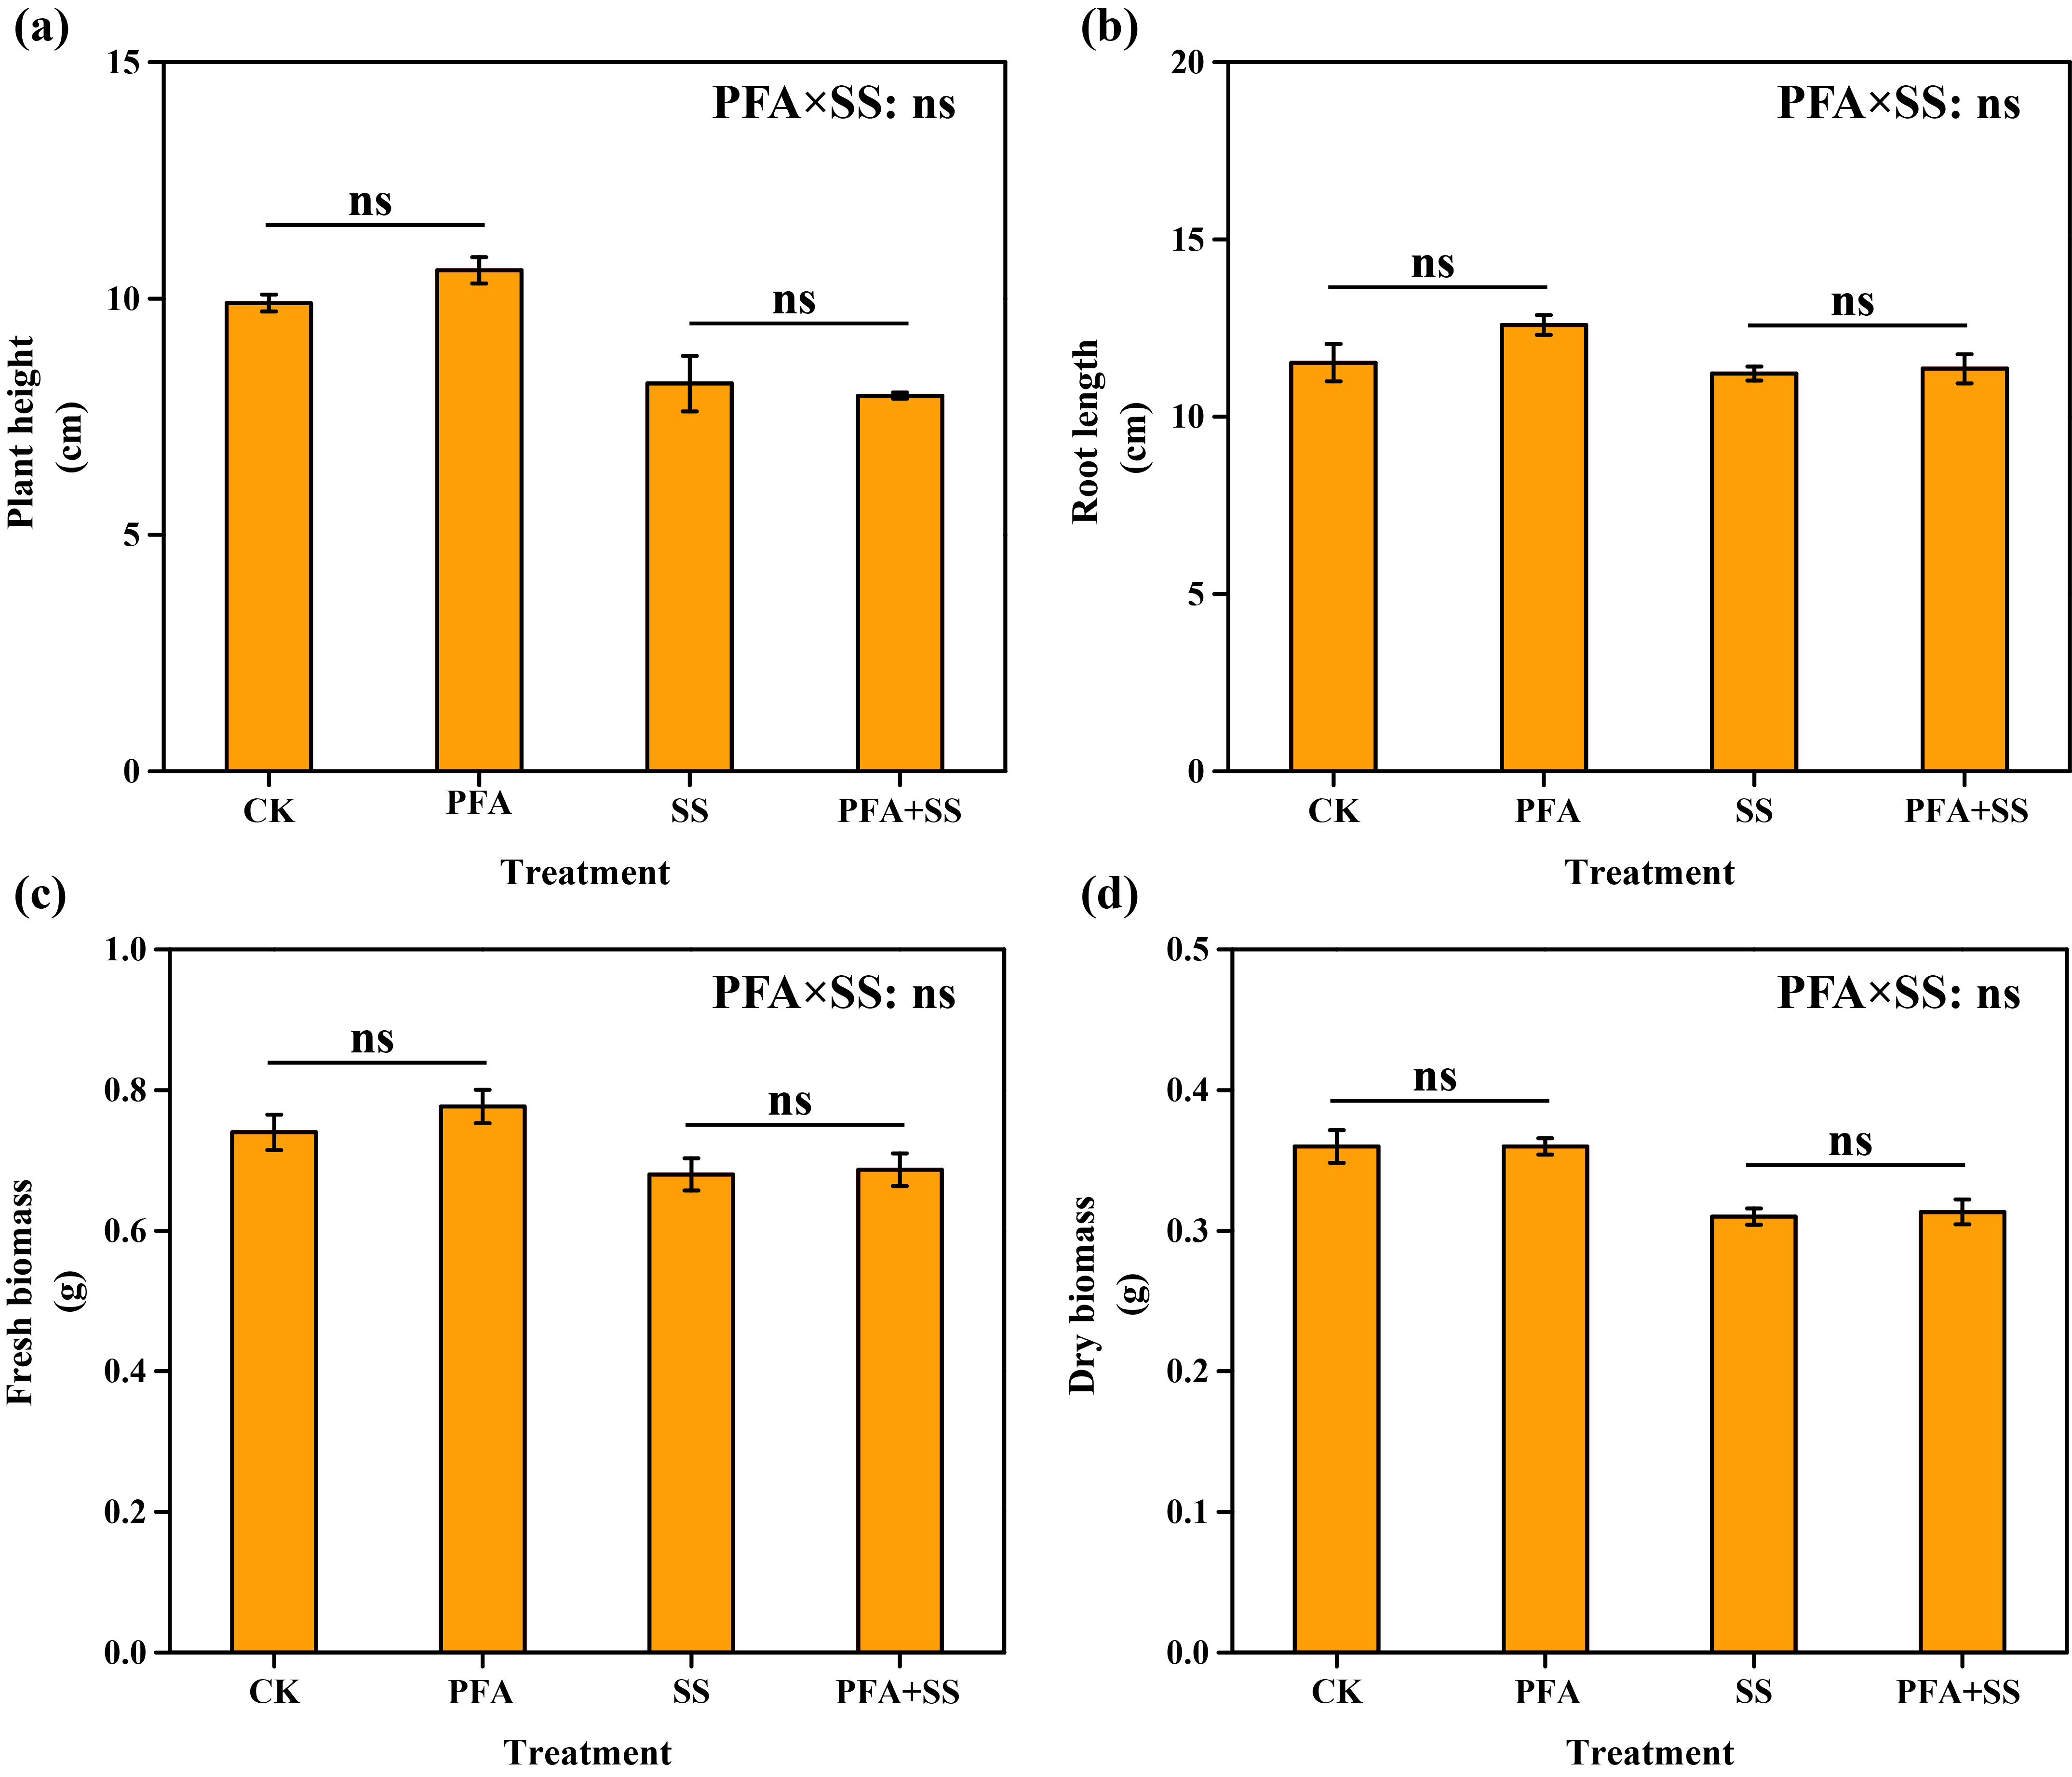 (a)
15
10
5
0
Plant height
(cm)
PFA×SS: ns
ns
ns
CK PFA SS PFA+SS
Treatment
(b)
20
15
10
5
0
Root length
(cm)
PFA×SS: ns
ns
ns
CK PFA SS PFA+SS
Treatment
(c)
1.0
0.8
0.6
0.4
0.2
0.0
Fresh biomass
(g)
PFA×SS: ns
ns
ns
CK PFA SS PFA+SS
Treatment
(d)
0.5
0.4
0.3
0.2
0.1
0.0
Dry biomass
(g)
PFA×SS: ns
ns
ns
CK PFA SS PFA+SS
Treatment